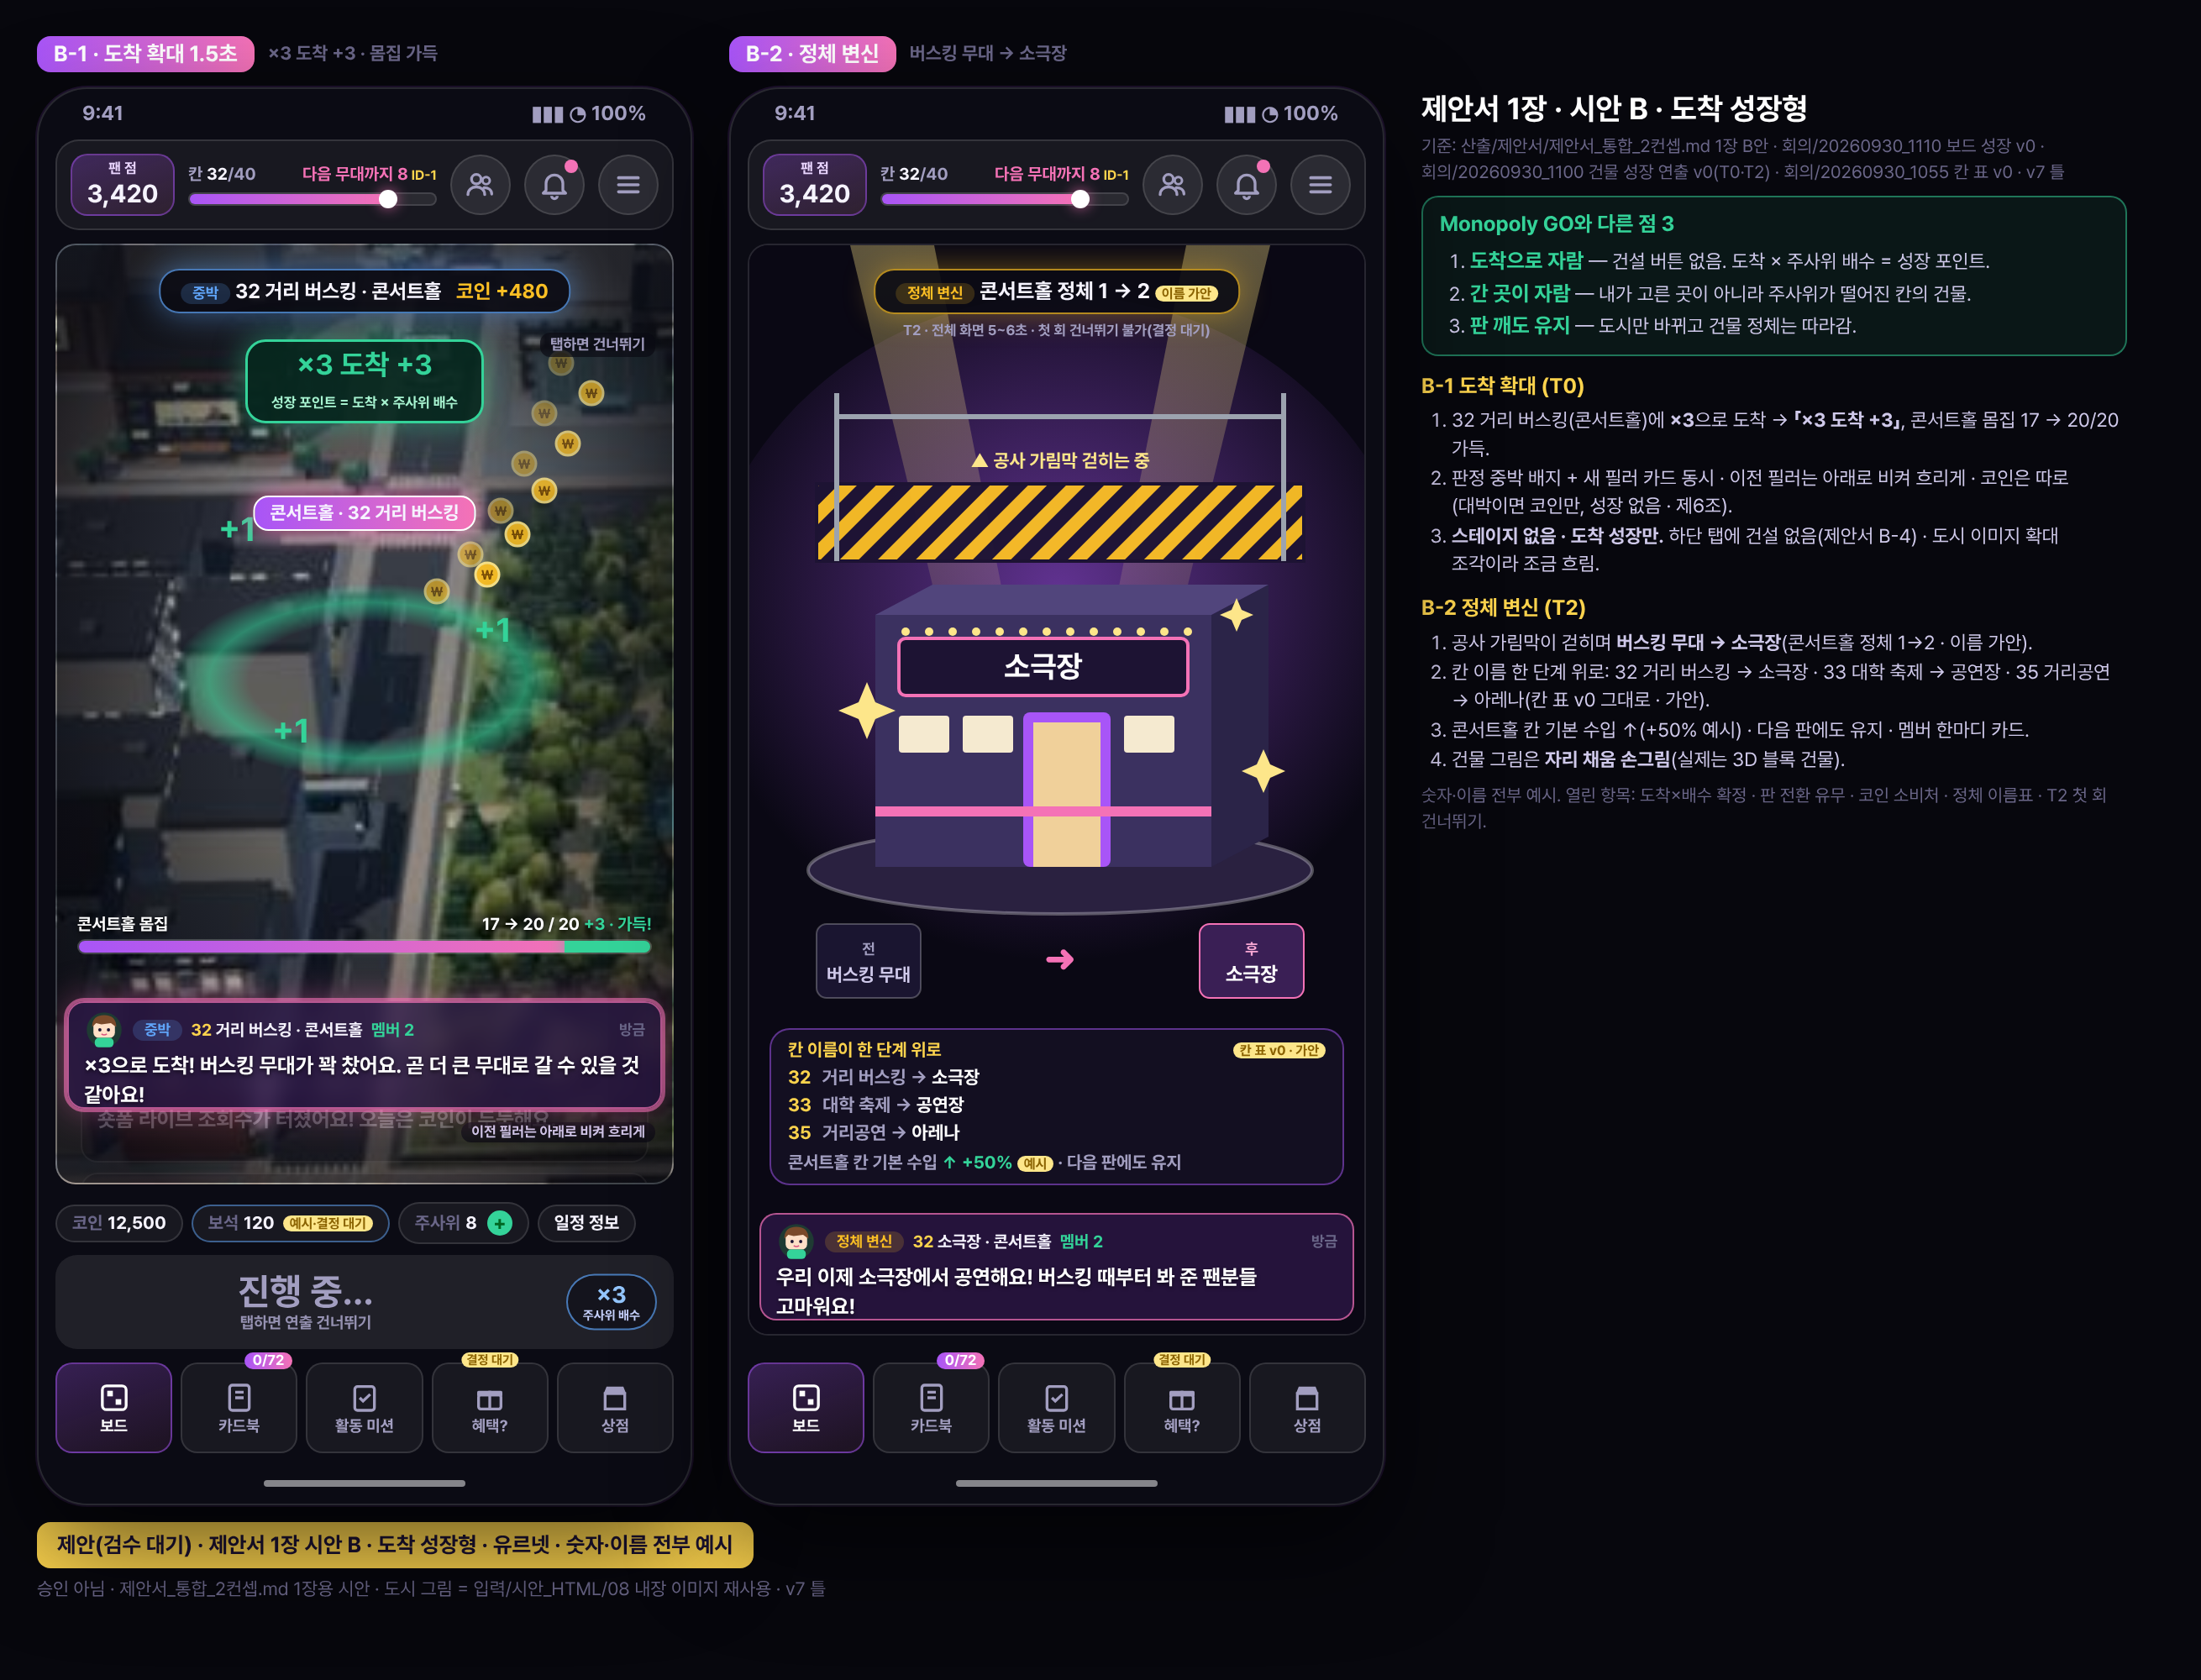 B-1 · 도착 확대 1.5초
×3 도착 +3 · 몸집 가득
9:41
100%
팬 점
3,420
칸 32/40
다음 무대까지 8 ID-1
중박 32 거리 버스킹 · 콘서트홀 코인 +480
탭하면 건너뛰기
×3 도착 +3
성장 포인트 = 도착 × 주사위 배수
콘서트홀 · 32 거리 버스킹
+1
+1
+1
콘서트홀 몸집
17 → 20 / 20 +3 · 가득!
중박 32 거리 버스킹 · 콘서트홀 멤버 2
방금
×3으로 도착! 버스킹 무대가 꽉 찼어요. 곧 더 큰 무대로 갈 수 있을 것
같아요!
숏폼 라이브 조회수가 터졌어요! 오늘은 코인이 두둑해요
이전 필러는 아래로 비켜 흐리게
코인 12,500
보석 120 예시·결정 대기
주사위 8 +
일정 정보
진행 중...
탭하면 연출 건너뛰기
×3
주사위 배수
0/72
결정 대기
보드
카드북
활동 미션
혜택?
상점
B-2 · 정체 변신
버스킹 무대 → 소극장
9:41
100%
팬 점
3,420
칸 32/40
다음 무대까지 8 ID-1
정체 변신 콘서트홀 정체 1 → 2 이름 가안
T2 · 전체 화면 5~6초 · 첫 회 건너뛰기 불가(결정 대기)
▲ 공사 가림막 걷히는 중
소극장
전
버스킹 무대
➜
후
소극장
칸 이름이 한 단계 위로
칸 표 v0 · 가안
32 거리 버스킹 → 소극장
33 대학 축제 → 공연장
35 거리공연 → 아레나
콘서트홀 칸 기본 수입 ↑ +50% 예시 · 다음 판에도 유지
정체 변신 32 소극장 · 콘서트홀 멤버 2
방금
우리 이제 소극장에서 공연해요! 버스킹 때부터 봐 준 팬분들
고마워요!
0/72
결정 대기
보드
카드북
활동 미션
혜택?
상점
제안서 1장 · 시안 B · 도착 성장형
기준: 산출/제안서/제안서_통합_2컨셉.md 1장 B안 · 회의/20260930_1110 보드 성장 v0 ·
회의/20260930_1100 건물 성장 연출 v0(T0·T2) · 회의/20260930_1055 칸 표 v0 · v7 틀
Monopoly GO와 다른 점 3
1. 도착으로 자람 — 건설 버튼 없음. 도착 × 주사위 배수 = 성장 포인트.
2. 간 곳이 자람 — 내가 고른 곳이 아니라 주사위가 떨어진 칸의 건물.
3. 판 깨도 유지 — 도시만 바뀌고 건물 정체는 따라감.
B-1 도착 확대 (T0)
1. 32 거리 버스킹(콘서트홀)에 ×3으로 도착 → 「×3 도착 +3」, 콘서트홀 몸집 17 → 20/20
가득.
2. 판정 중박 배지 + 새 필러 카드 동시 · 이전 필러는 아래로 비켜 흐리게 · 코인은 따로
(대박이면 코인만, 성장 없음 · 제6조).
3. 스테이지 없음 · 도착 성장만. 하단 탭에 건설 없음(제안서 B-4) · 도시 이미지 확대
조각이라 조금 흐림.
B-2 정체 변신 (T2)
1. 공사 가림막이 걷히며 버스킹 무대 → 소극장(콘서트홀 정체 1→2 · 이름 가안).
2. 칸 이름 한 단계 위로: 32 거리 버스킹 → 소극장 · 33 대학 축제 → 공연장 · 35 거리공연
→ 아레나(칸 표 v0 그대로 · 가안).
3. 콘서트홀 칸 기본 수입 ↑(+50% 예시) · 다음 판에도 유지 · 멤버 한마디 카드.
4. 건물 그림은 자리 채움 손그림(실제는 3D 블록 건물).
숫자·이름 전부 예시. 열린 항목: 도착×배수 확정 · 판 전환 유무 · 코인 소비처 · 정체 이름표 · T2 첫 회
건너뛰기.
제안(검수 대기) · 제안서 1장 시안 B · 도착 성장형 · 유르넷 · 숫자·이름 전부 예시
승인 아님 · 제안서_통합_2컨셉.md 1장용 시안 · 도시 그림 = 입력/시안_HTML/08 내장 이미지 재사용 · v7 틀